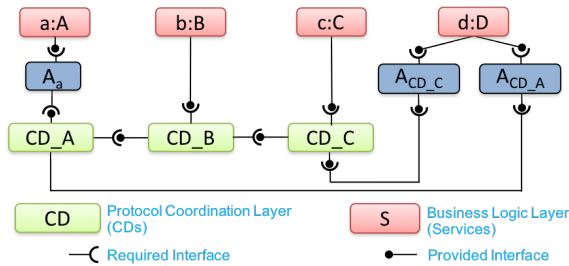 a:A b:B c:C d:D
Aa ACD_C ACD_A
CD_A CD_B CD_C
CD Protocol Coordination Layer S Business Logic Layer
(CDs) (Services)
Required Interface Provided Interface